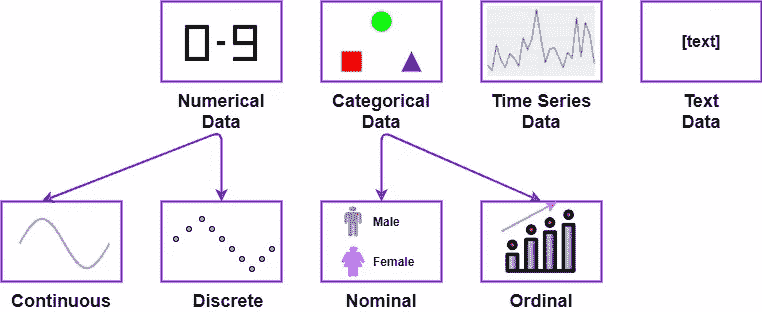 0-9
[text]
Numerical
Data
Categorical
Data
Time Series
Data
Text
Data
Male
Female
Continuous
Discrete
Nominal
Ordinal